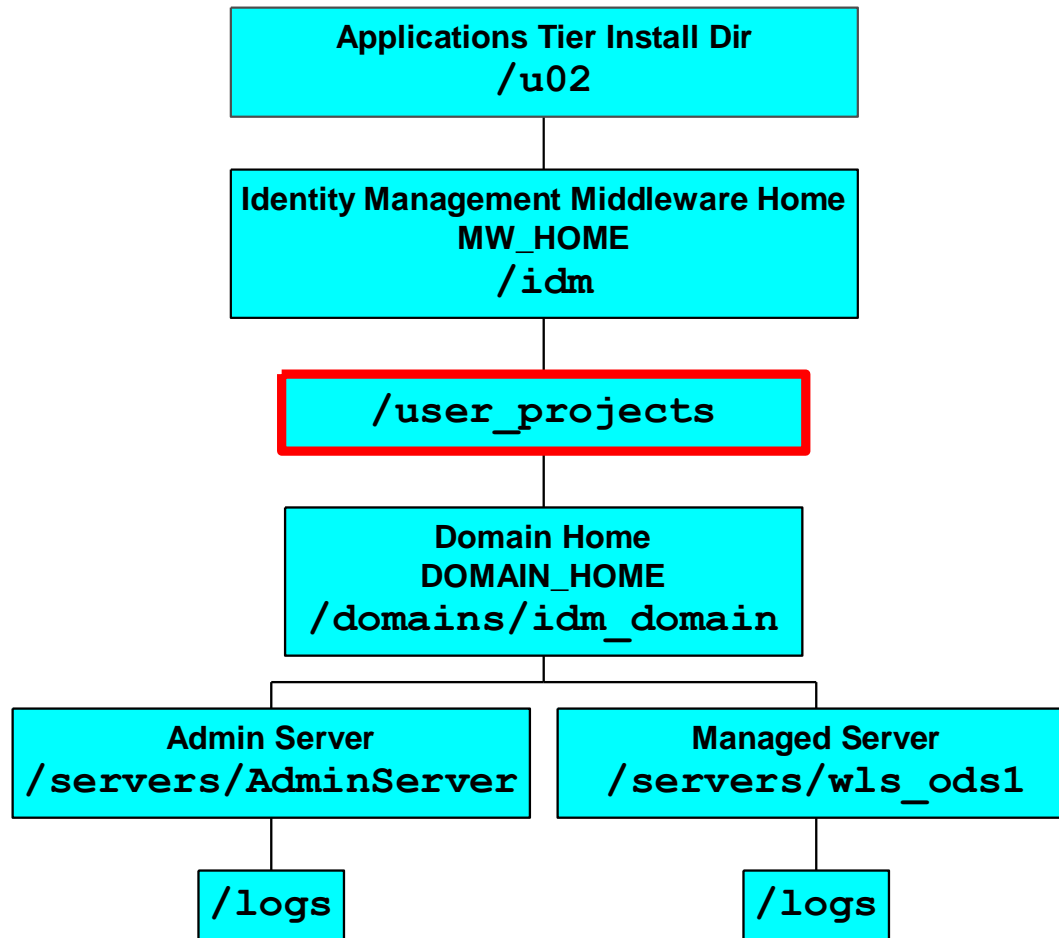 Applications Tier Install Dir
/u02
Identity Management Middleware Home
MW_HOME
/idm
/user_projects
Domain Home
DOMAIN_HOME
/domains/idm_domain
Admin Server
/servers/AdminServer
Managed Server
/servers/wls_ods1
/logs
/logs